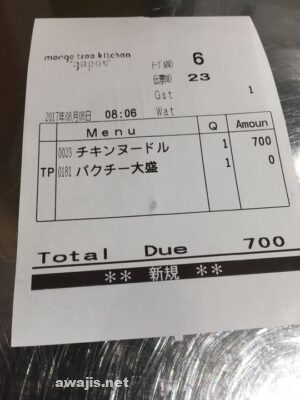 mango tree kitchen
"gapao"
テーブルNO 6
伝票NO 23
Gst 1
2017年08月08日 08:06 Wat
Menu Q Amoun
0023 チキンヌードル 1 700
TP 0181 パクチー大盛 1 0
Total Due 700
** 新規 **
awajis.net